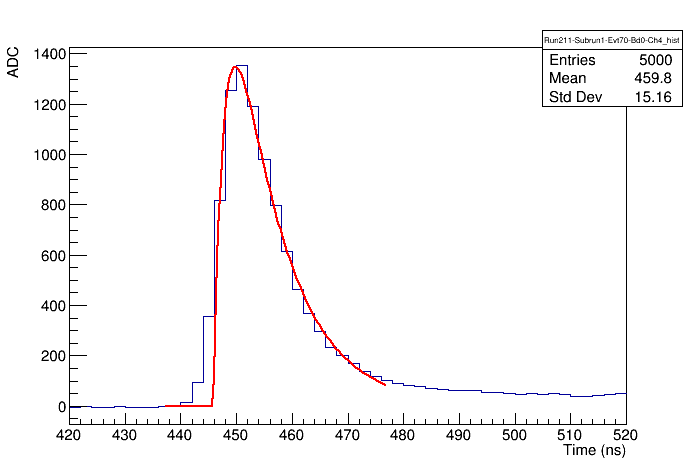 Run211-Subrun1-Evt70-Bd0-Ch4_hist
Entries 5000
Mean 459.8
Std Dev 15.16
ADC
1400
1200
1000
800
600
400
200
0
420 430 440 450 460 470 480 490 500 510 520
Time (ns)